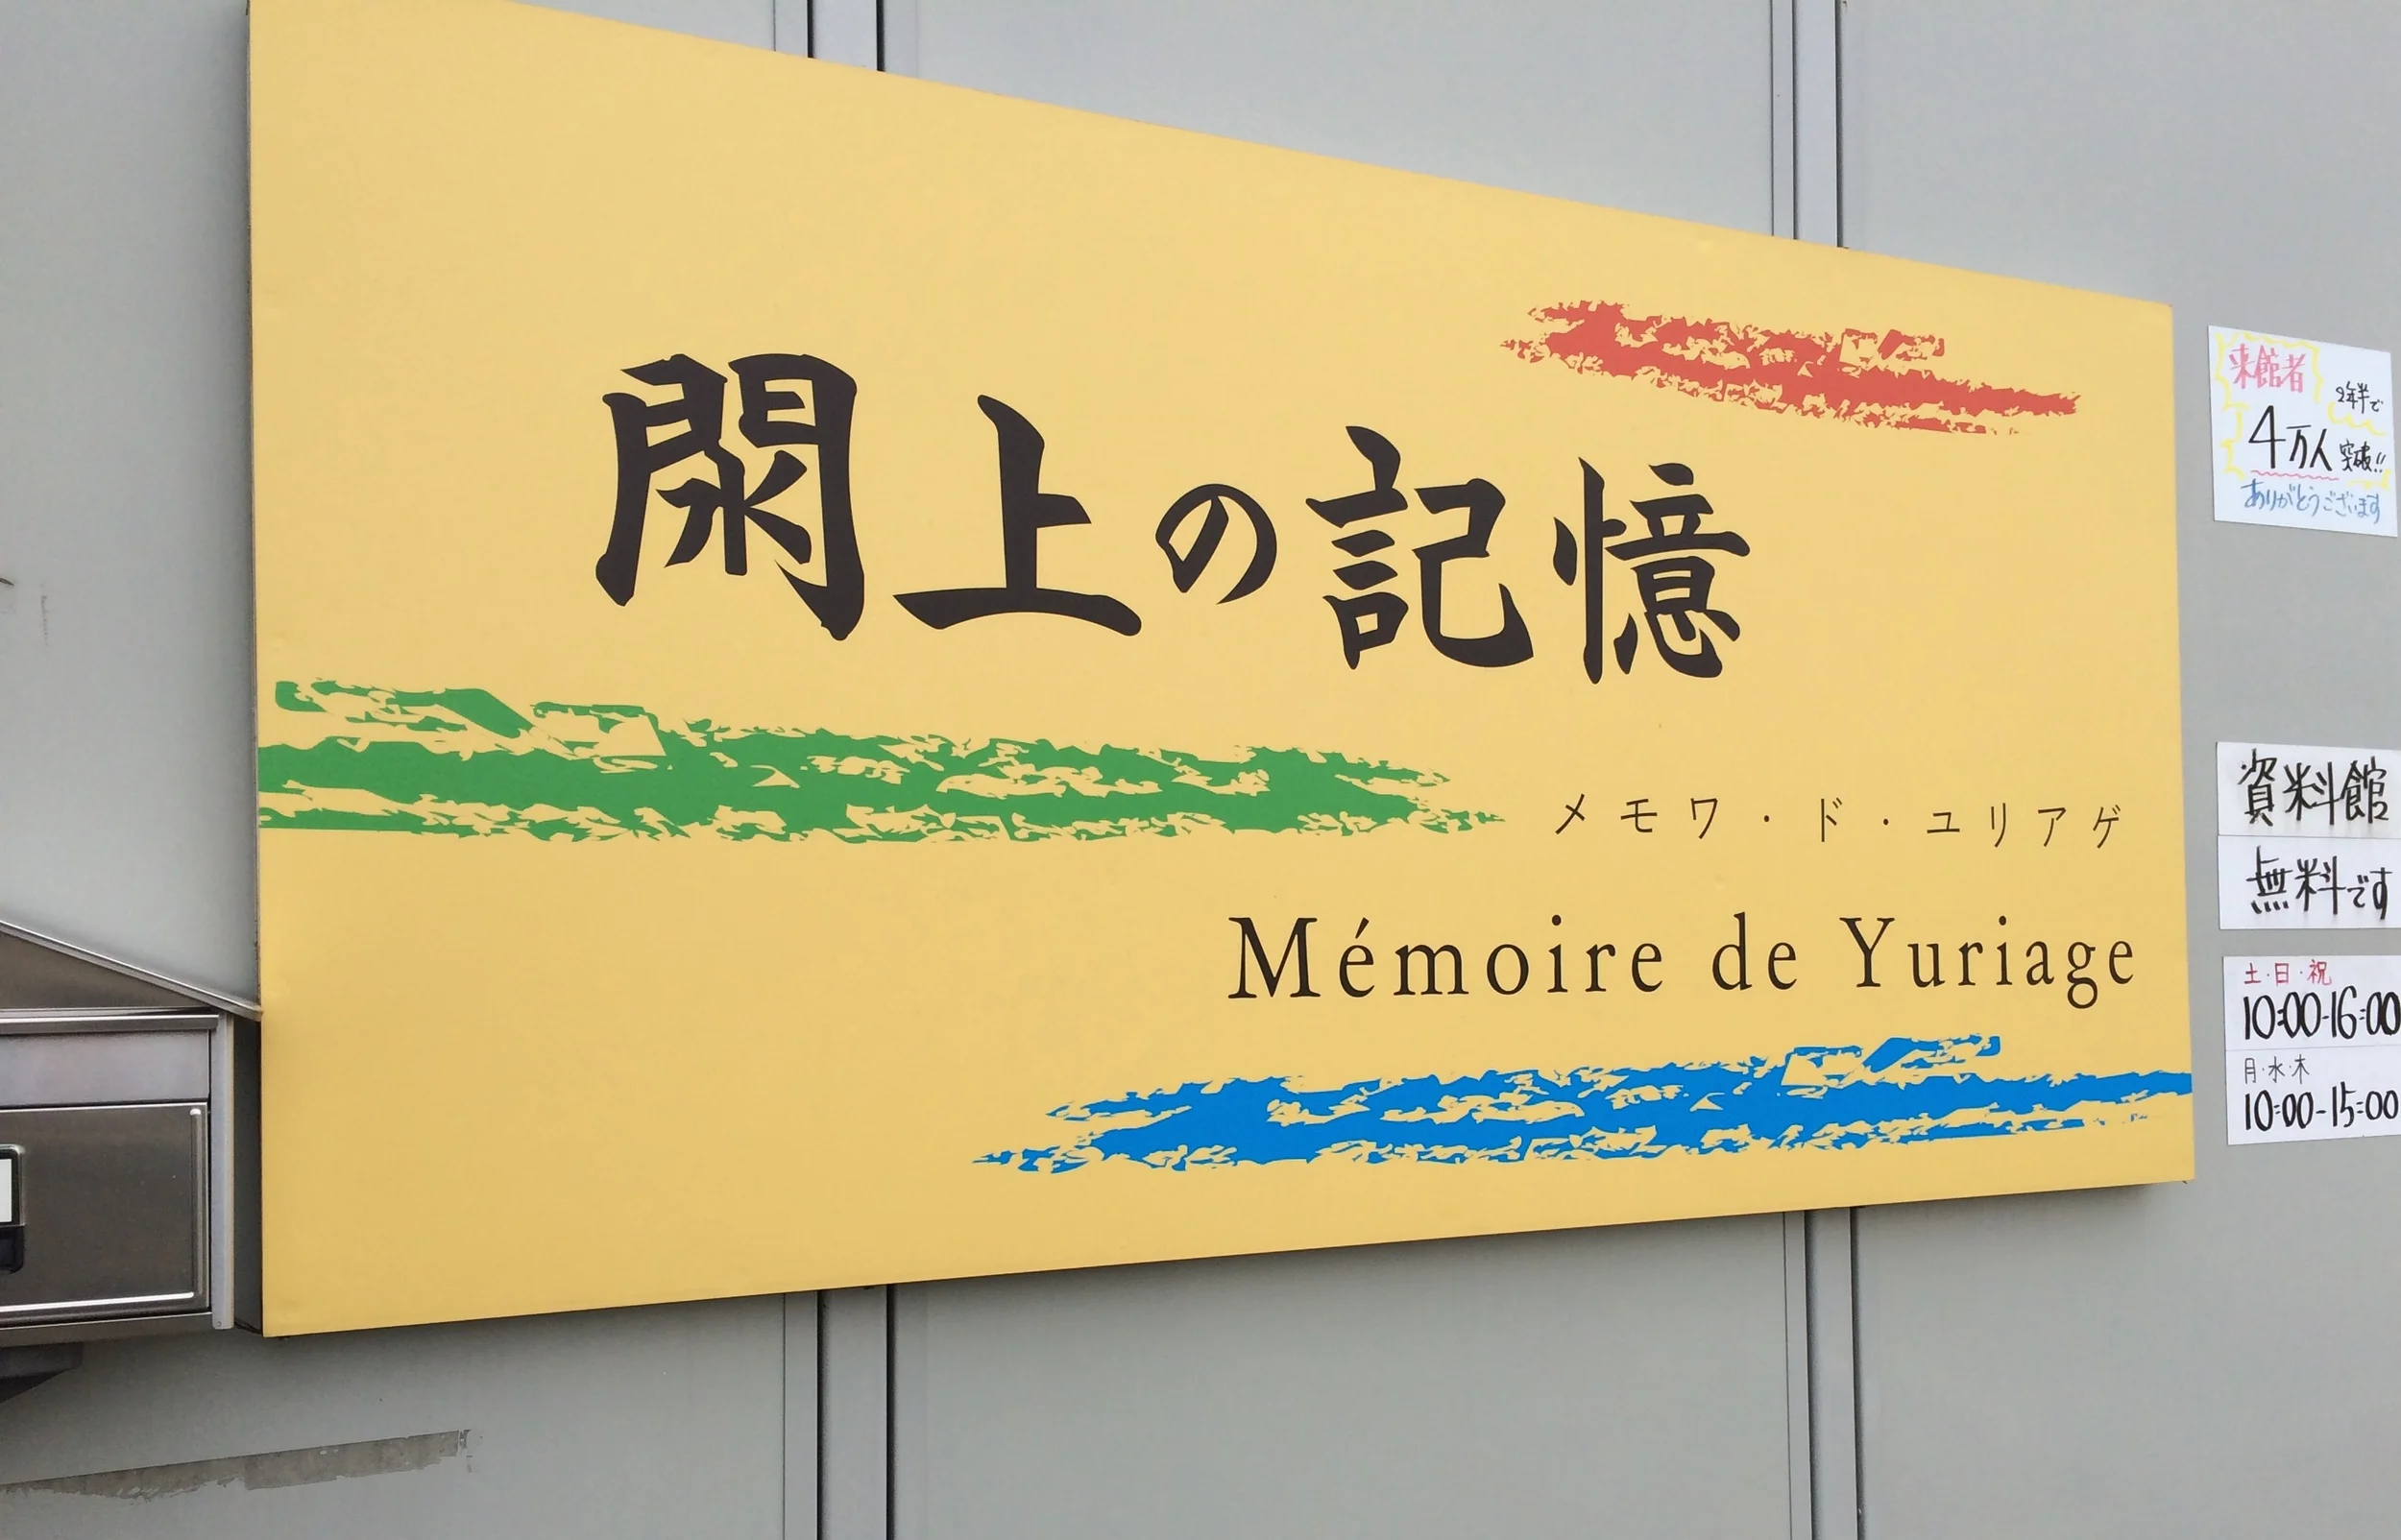 閖上の記憶
メモワ・ド・ユリアゲ
Mémoire de Yuriage
来館者
2年半で
4万人 突破!!
ありがとうございます
資料館
無料です
土・日・祝
10:00-16:00
月・水・木
10:00-15:00